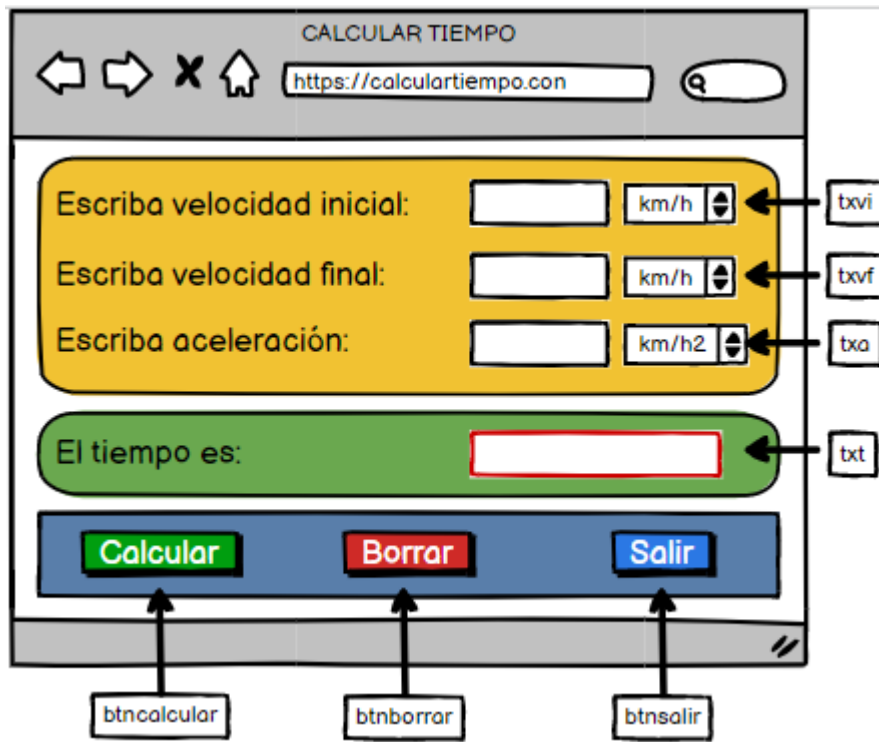 CALCULAR TIEMPO
https://calculartiempo.con
Escriba velocidad inicial: km/h txvi
Escriba velocidad final: km/h txvf
Escriba aceleración: km/h2 txa
El tiempo es: txt
Calcular Borrar Salir
btncalcular btnborrar btnsalir